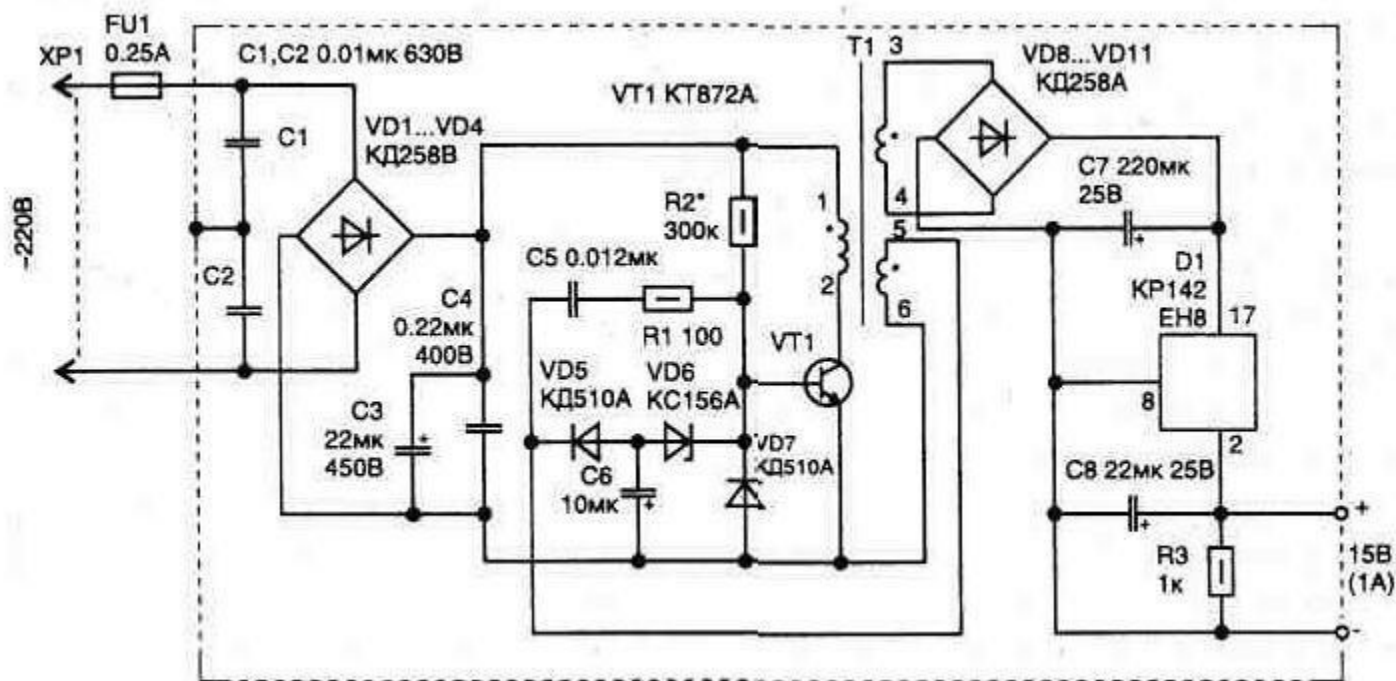 FU1
0.25A
XP1
C1,C2 0.01мк 630В
~220В
C1
C2
VD1...VD4
КД258В
C4
0.22мк
400В
C3
22мк
450В
VT1 КТ872А
R2*
300к
C5 0.012мк
R1 100
VD5
КД510А
VD6
КС156А
VD7
КД510А
C6
10мк
+
+
VT1
T1
1
2
3
4
5
6
VD8...VD11
КД258А
C7 220мк
25В
+
D1
КР142
ЕН8
17
8
2
C8 22мк 25В
+
R3
1к
+
15В
(1А)
-